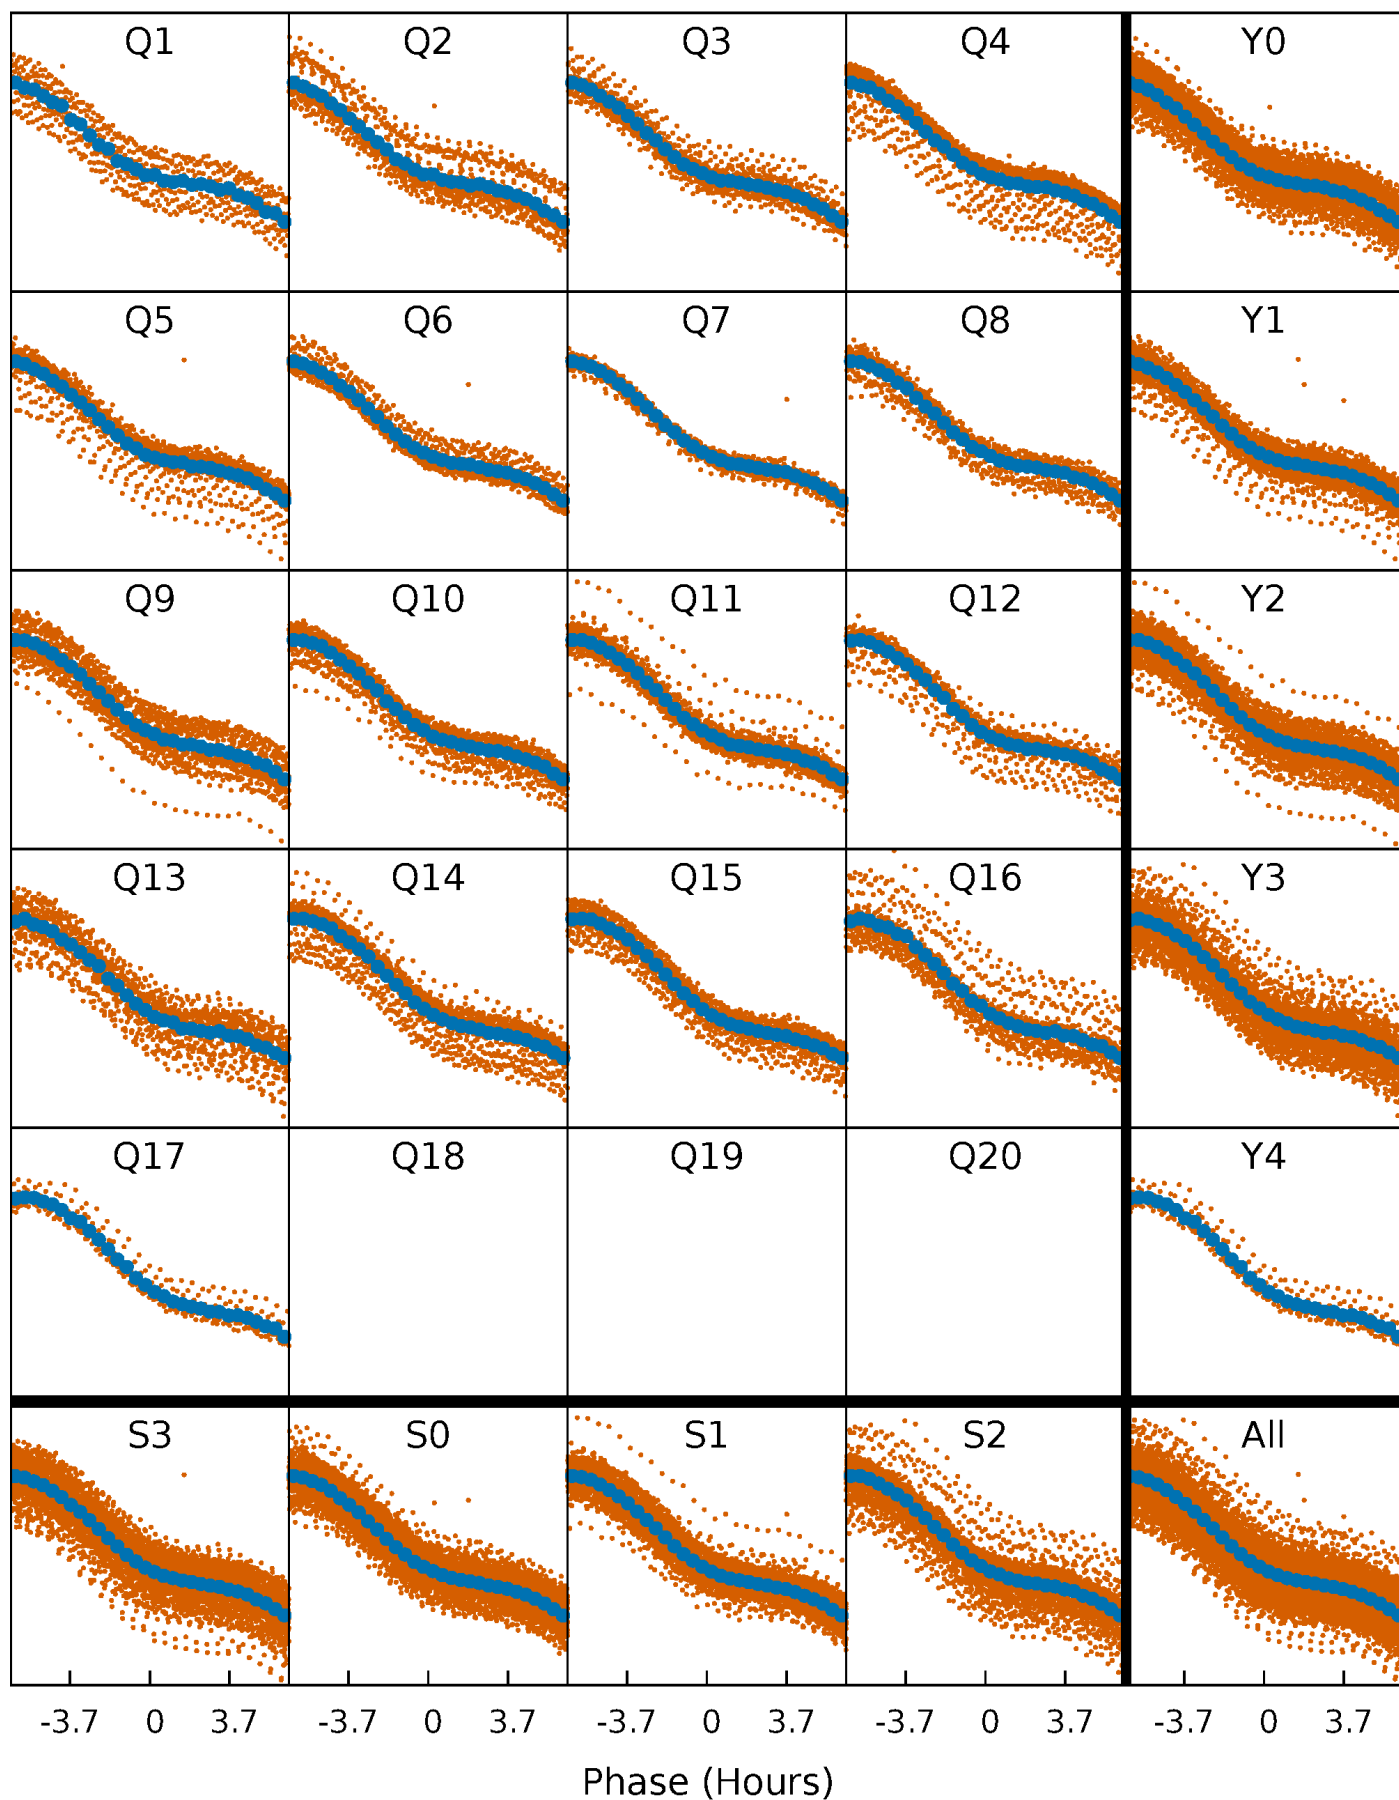 Q1 Q2 Q3 Q4 Y0
Q5 Q6 Q7 Q8 Y1
Q9 Q10 Q11 Q12 Y2
Q13 Q14 Q15 Q16 Y3
Q17 Q18 Q19 Q20 Y4
S3 S0 S1 S2 All
-3.7 0 3.7 -3.7 0 3.7 -3.7 0 3.7 -3.7 0 3.7 -3.7 0 3.7
Phase (Hours)